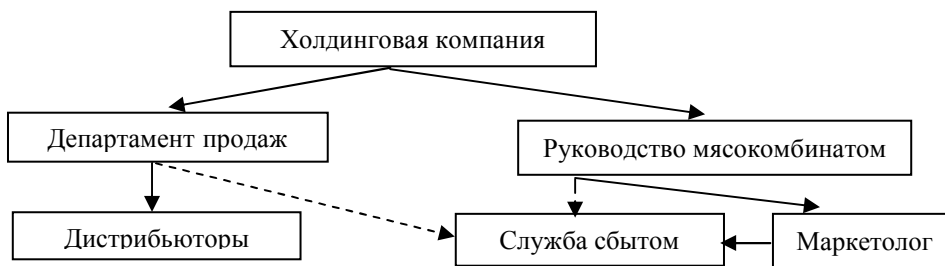 Холдинговая компания
Департамент продаж
Руководство мясокомбинатом
Дистрибьюторы
Служба сбытом
Маркетолог